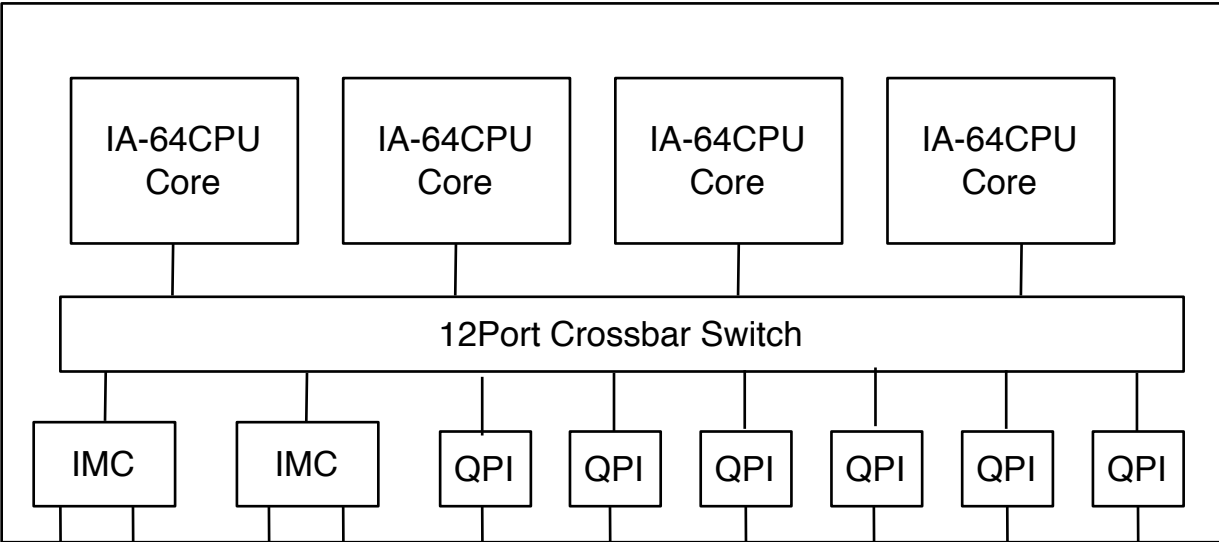 IA-64CPU
Core
IA-64CPU
Core
IA-64CPU
Core
IA-64CPU
Core
12Port Crossbar Switch
IMC
IMC
QPI
QPI
QPI
QPI
QPI
QPI